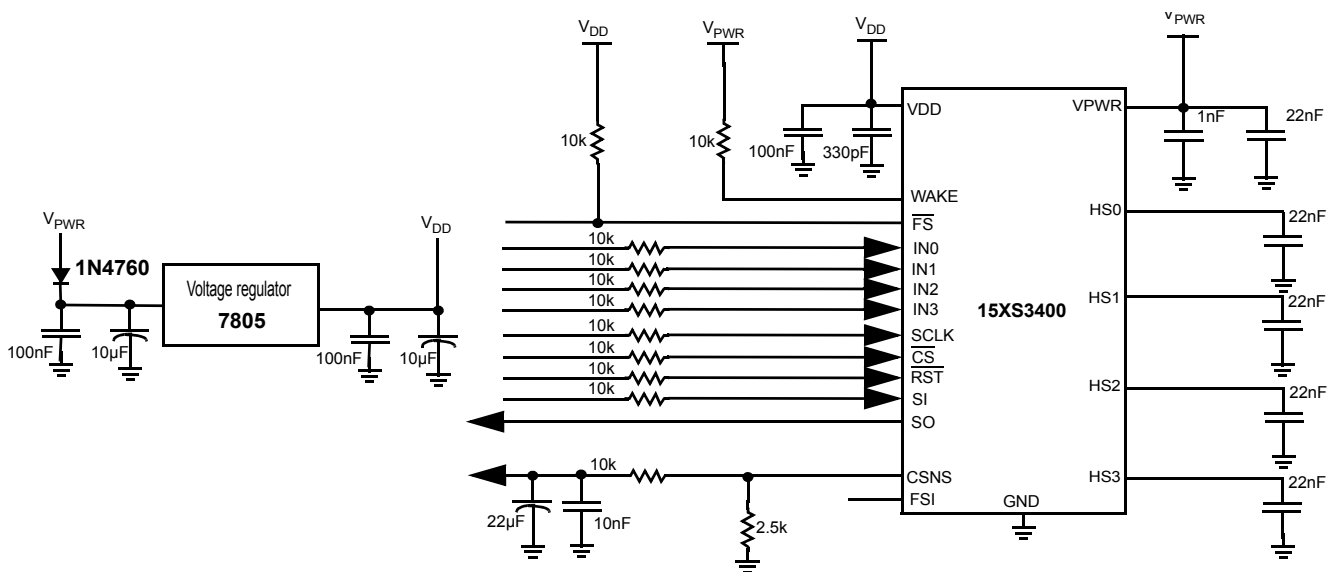 VDD
VPWR
VDD
VPWR
VDD
VPWR
10k
10k
100nF
330pF
1nF
22nF
WAKE
HS0
FS
22nF
VPWR
VDD
10k
IN0
1N4760
10k
IN1
10k
IN2
Voltage regulator
7805
10k
IN3
15XS3400
HS1
22nF
100nF
10µF
100nF
10µF
10k
SCLK
10k
CS
10k
RST
10k
SI
HS2
22nF
SO
10k
CSNS
HS3
22nF
FSI
GND
22µF
10nF
2.5k